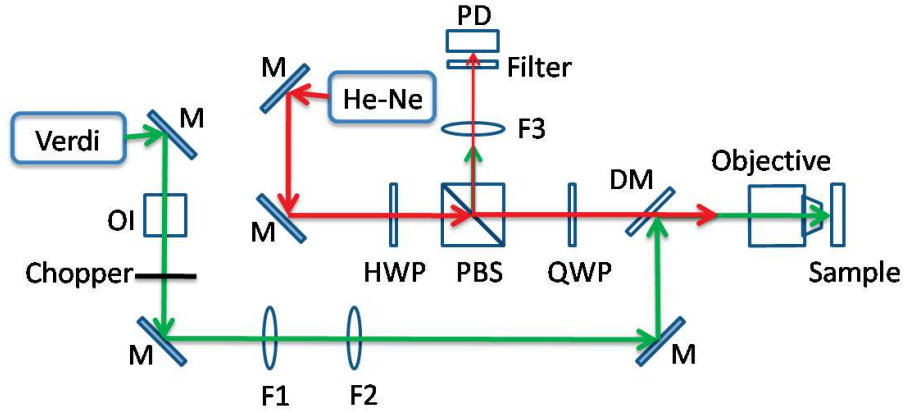 PD
M
He-Ne
Filter
Verdi
M
F3
OI
M
DM
Objective
Chopper
HWP
PBS
QWP
Sample
M
M
F1
F2